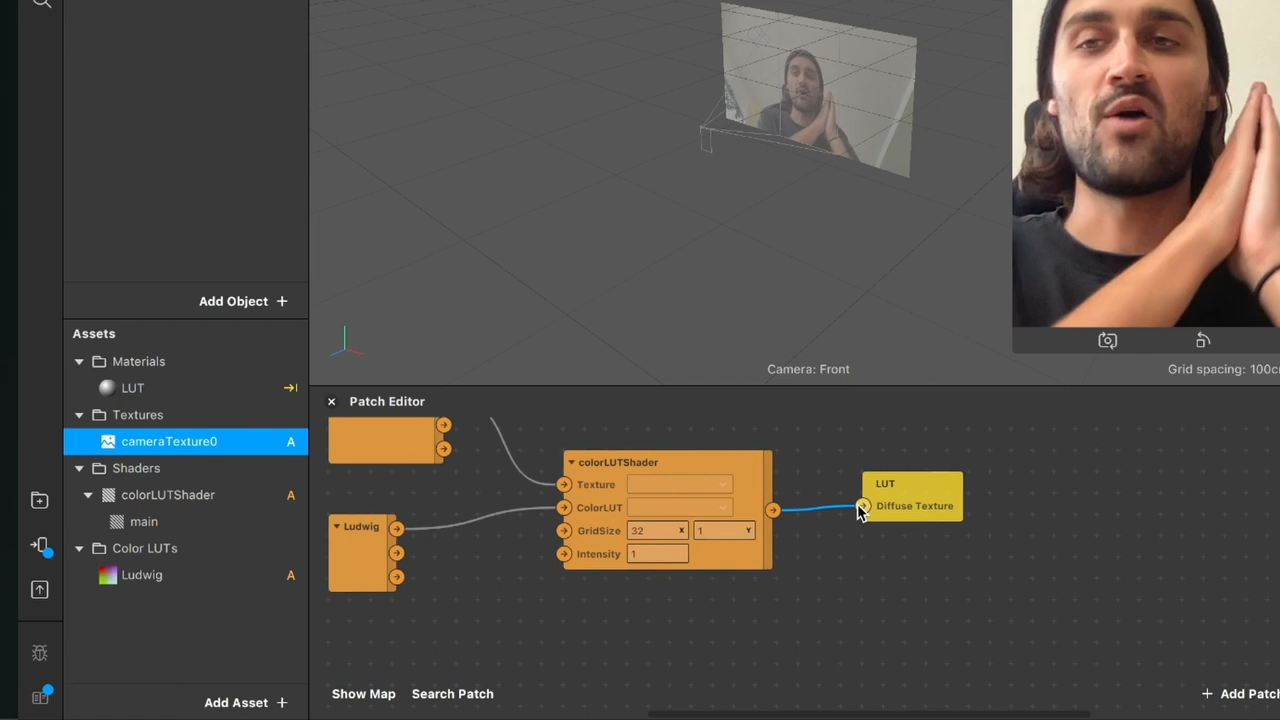 Add Object +
Assets
Materials
LUT
Textures
cameraTexture0 A
Shaders
colorLUTShader A
main
Color LUTs
Ludwig A
Add Asset +
Camera: Front
Grid spacing: 100c
Patch Editor
colorLUTShader
Texture
ColorLUT
GridSize 32 X 1 Y
Intensity 1
Ludwig
LUT
Diffuse Texture
Show Map
Search Patch
+ Add Patch